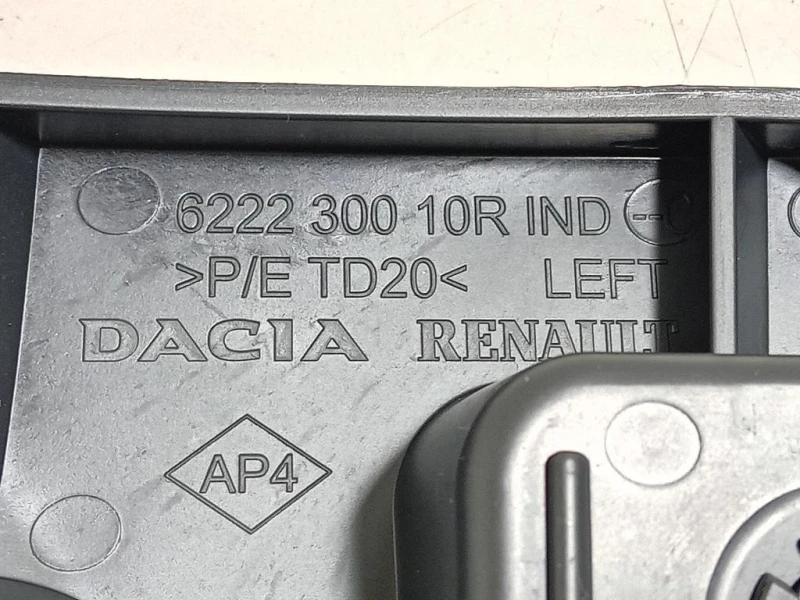 6222 300 10R IND --C
>P/E TD20< LEFT
DACIA RENAULT
AP4